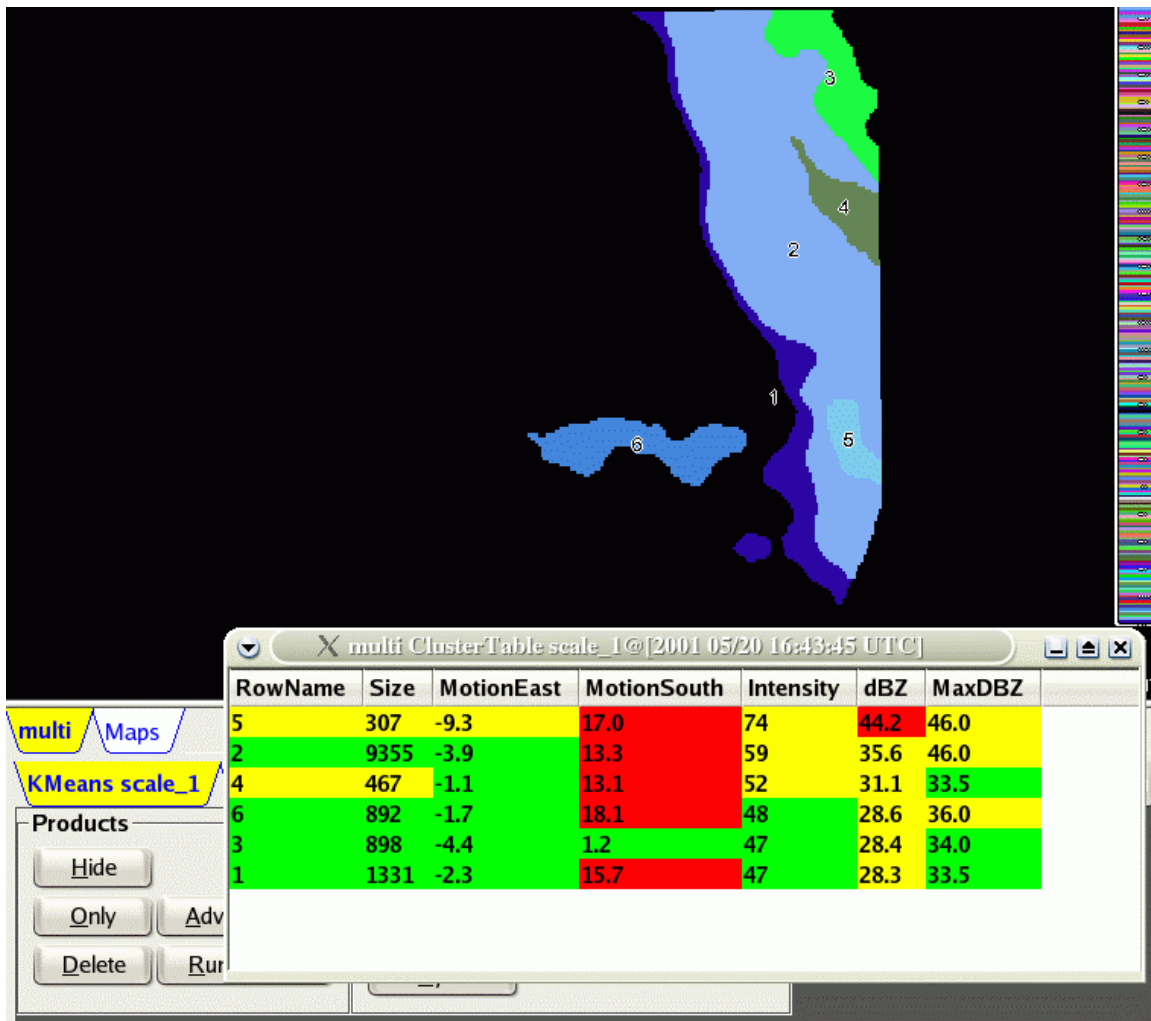 3
4
2
1
5
6
multi ClusterTable scale_1@[2001 05/20 16:43:45 UTC]
RowName Size MotionEast MotionSouth Intensity dBZ MaxDBZ
5 307 -9.3 17.0 74 44.2 46.0
2 9355 -3.9 13.3 59 35.6 46.0
4 467 -1.1 13.1 52 31.1 33.5
6 892 -1.7 18.1 48 28.6 36.0
3 898 -4.4 1.2 47 28.4 34.0
1 1331 -2.3 15.7 47 28.3 33.5
multi Maps
KMeans scale_1
Products
Hide
Only Adv
Delete Rur